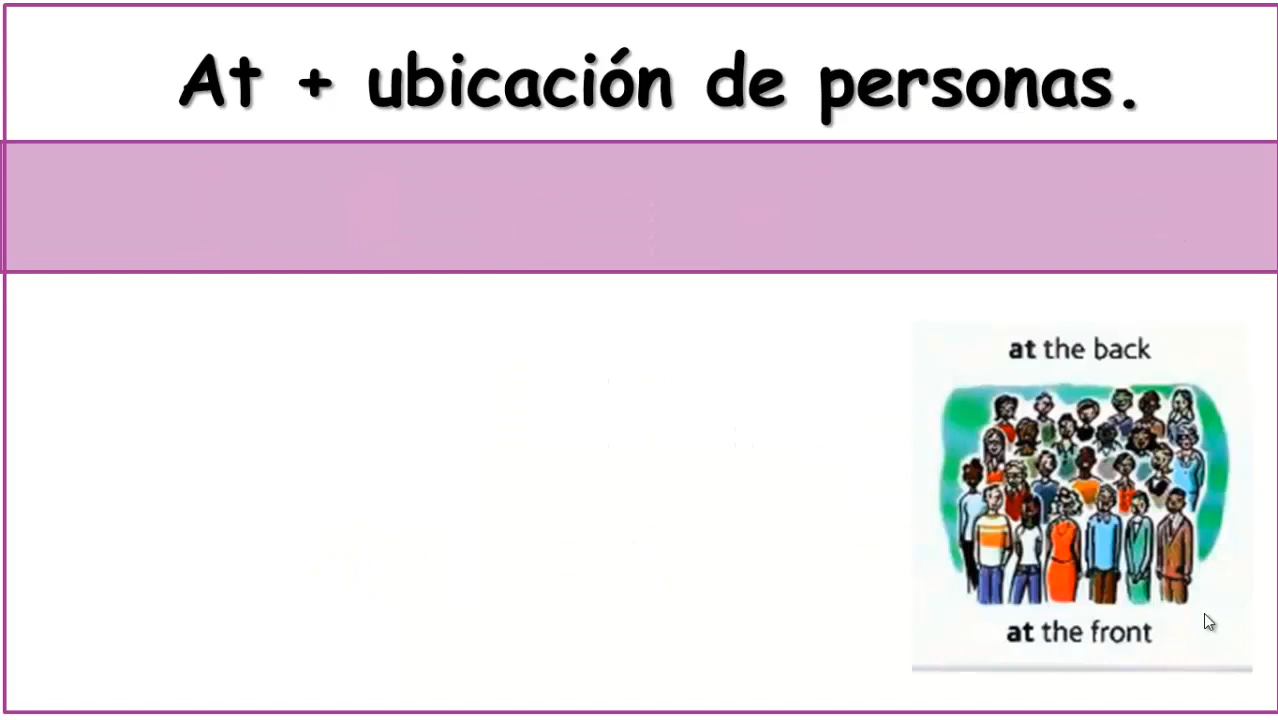 At + ubicación de personas.
at the back
at the front